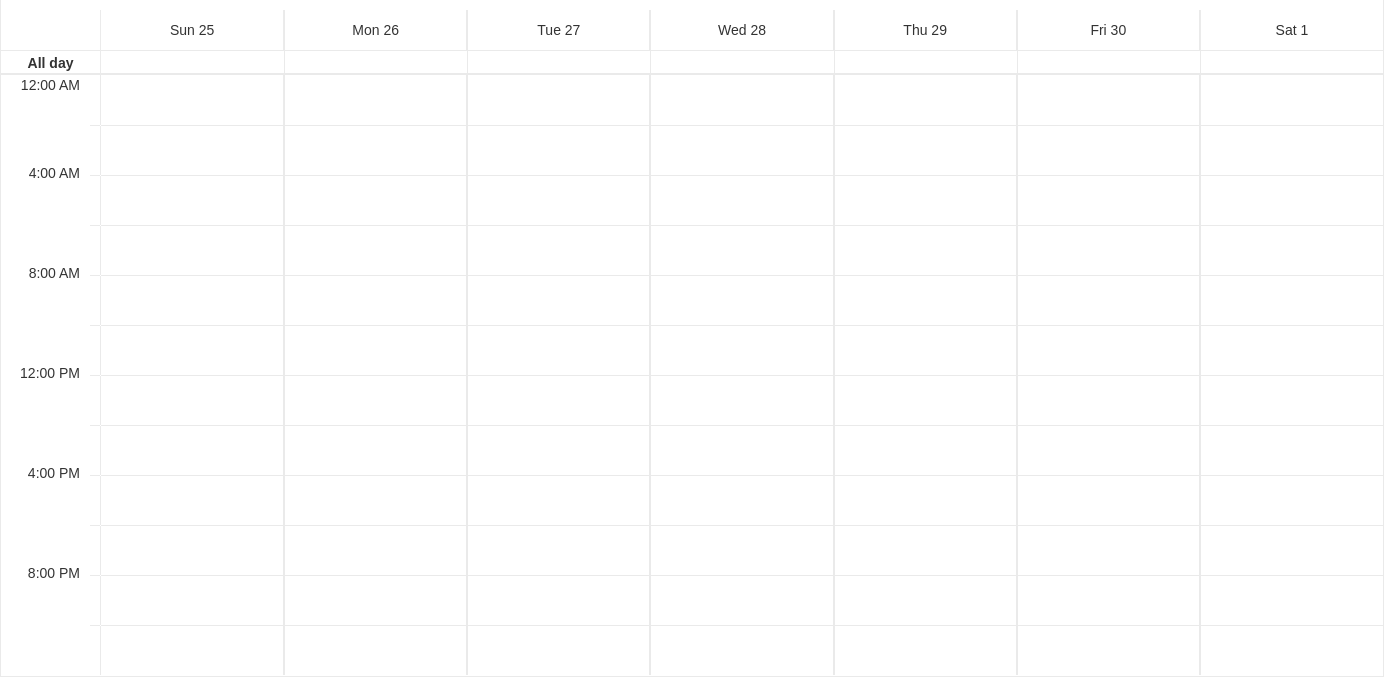 Sun 25 Mon 26 Tue 27 Wed 28 Thu 29 Fri 30 Sat 1
All day
12:00 AM
4:00 AM
8:00 AM
12:00 PM
4:00 PM
8:00 PM